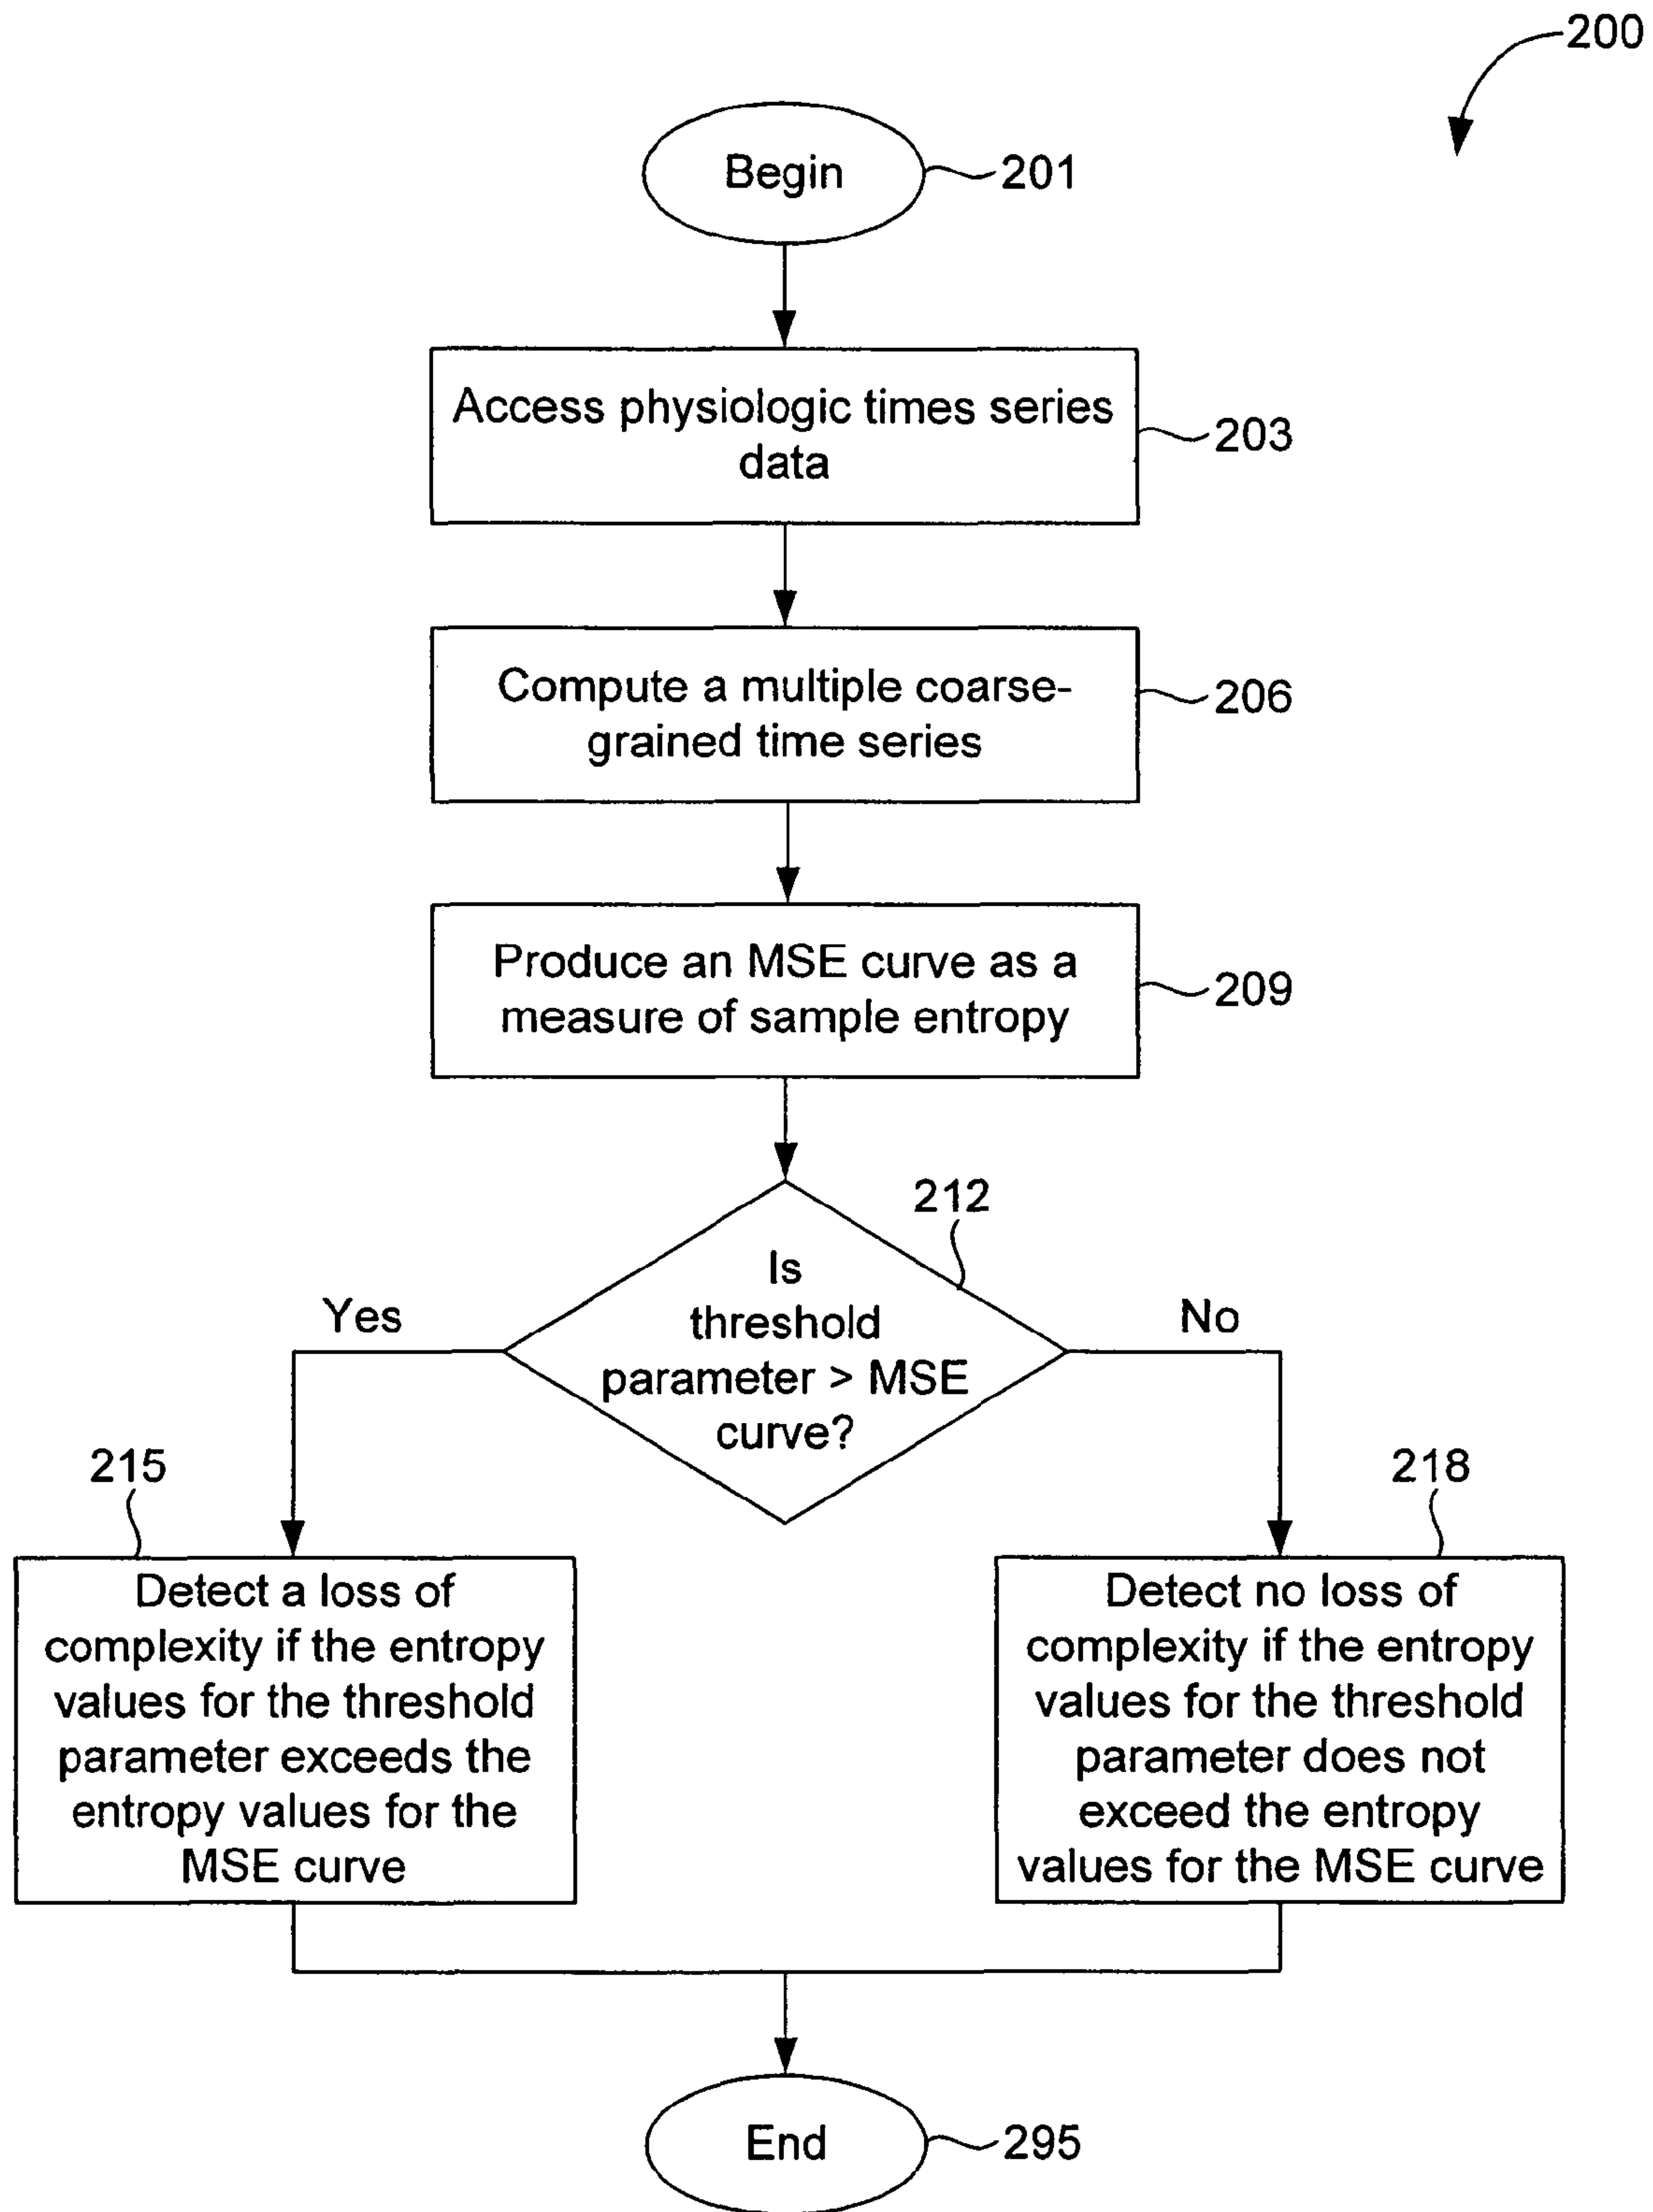 200
Begin
201
Access physiologic times series
data
203
Compute a multiple coarse-
grained time series
206
Produce an MSE curve as a
measure of sample entropy
209
212
Is
threshold
parameter > MSE
curve?
Yes
No
215
Detect a loss of
complexity if the entropy
values for the threshold
parameter exceeds the
entropy values for the
MSE curve
218
Detect no loss of
complexity if the entropy
values for the threshold
parameter does not
exceed the entropy
values for the MSE curve
End
295